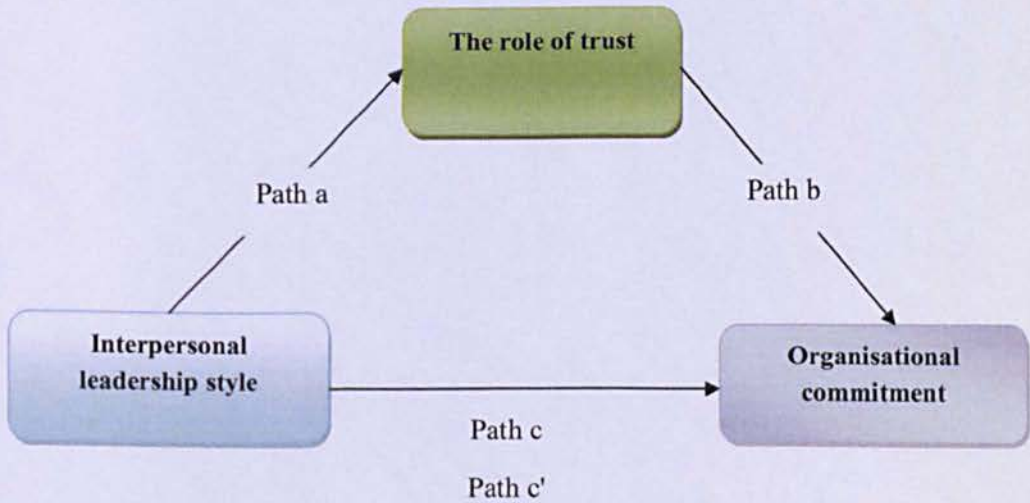 The role of trust
Path a
Path b
Interpersonal
leadership style
Organisational
commitment
Path c
Path c'